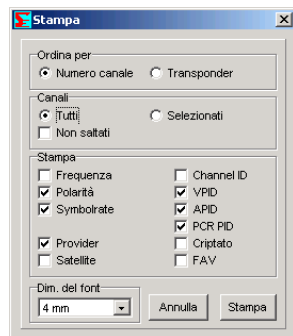 Stampa
Ordina per
Numero canale Transponder
Canali
Tutti Selezionati
Non saltati
Stampa
Frequenza Channel ID
Polarità VPID
Symbolrate APID
PCR PID
Provider Criptato
Satellite FAV
Dim. del font
4 mm Annulla Stampa